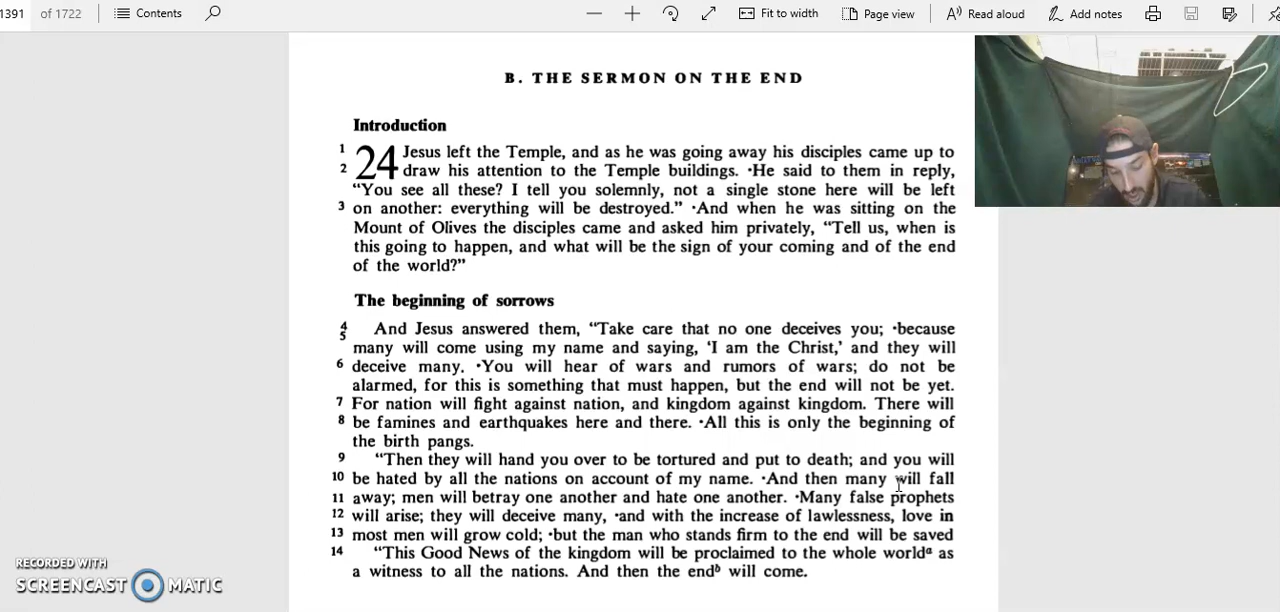 1391 of 1722 Contents Fit to width Page view Read aloud Add notes
B. THE SERMON ON THE END
Introduction
1 24 Jesus left the Temple, and as he was going away his disciples came up to
2 draw his attention to the Temple buildings. ·He said to them in reply,
“You see all these? I tell you solemnly, not a single stone here will be left
3 on another: everything will be destroyed.” ·And when he was sitting on the
Mount of Olives the disciples came and asked him privately, “Tell us, when is
this going to happen, and what will be the sign of your coming and of the end
of the world?”
The beginning of sorrows
4 And Jesus answered them, “Take care that no one deceives you; ·because
5 many will come using my name and saying, ‘I am the Christ,’ and they will
6 deceive many. ·You will hear of wars and rumors of wars; do not be
alarmed, for this is something that must happen, but the end will not be yet.
7 For nation will fight against nation, and kingdom against kingdom. There will
8 be famines and earthquakes here and there. ·All this is only the beginning of
the birth pangs.
9 “Then they will hand you over to be tortured and put to death; and you will
10 be hated by all the nations on account of my name. ·And then many will fall
11 away; men will betray one another and hate one another. ·Many false prophets
12 will arise; they will deceive many, ·and with the increase of lawlessness, love in
13 most men will grow cold; ·but the man who stands firm to the end will be saved
14 “This Good News of the kingdom will be proclaimed to the whole worldᵃ as
a witness to all the nations. And then the endᵇ will come.
RECORDED WITH
SCREENCAST MATIC